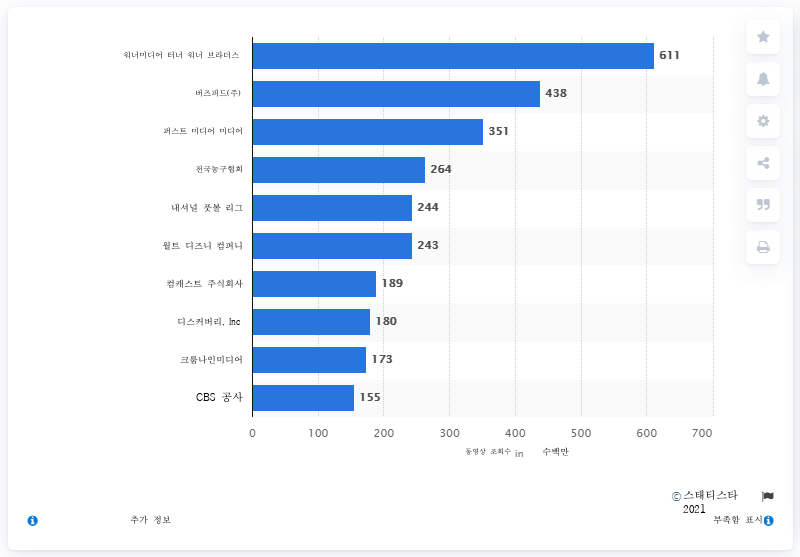 워너미디어 터너 워너 브라더스 611
버즈피드(주) 438
퍼스트 미디어 미디어 351
전국농구협회 264
내셔널 풋볼 리그 244
월트 디즈니 컴퍼니 243
컴캐스트 주식회사 189
디스커버리, Inc 180
크룹나인미디어 173
CBS 공사 155
0 100 200 300 400 500 600 700
동영상 조회수 in 수백만
© 스태티스타
2021
추가 정보 부족함 표시